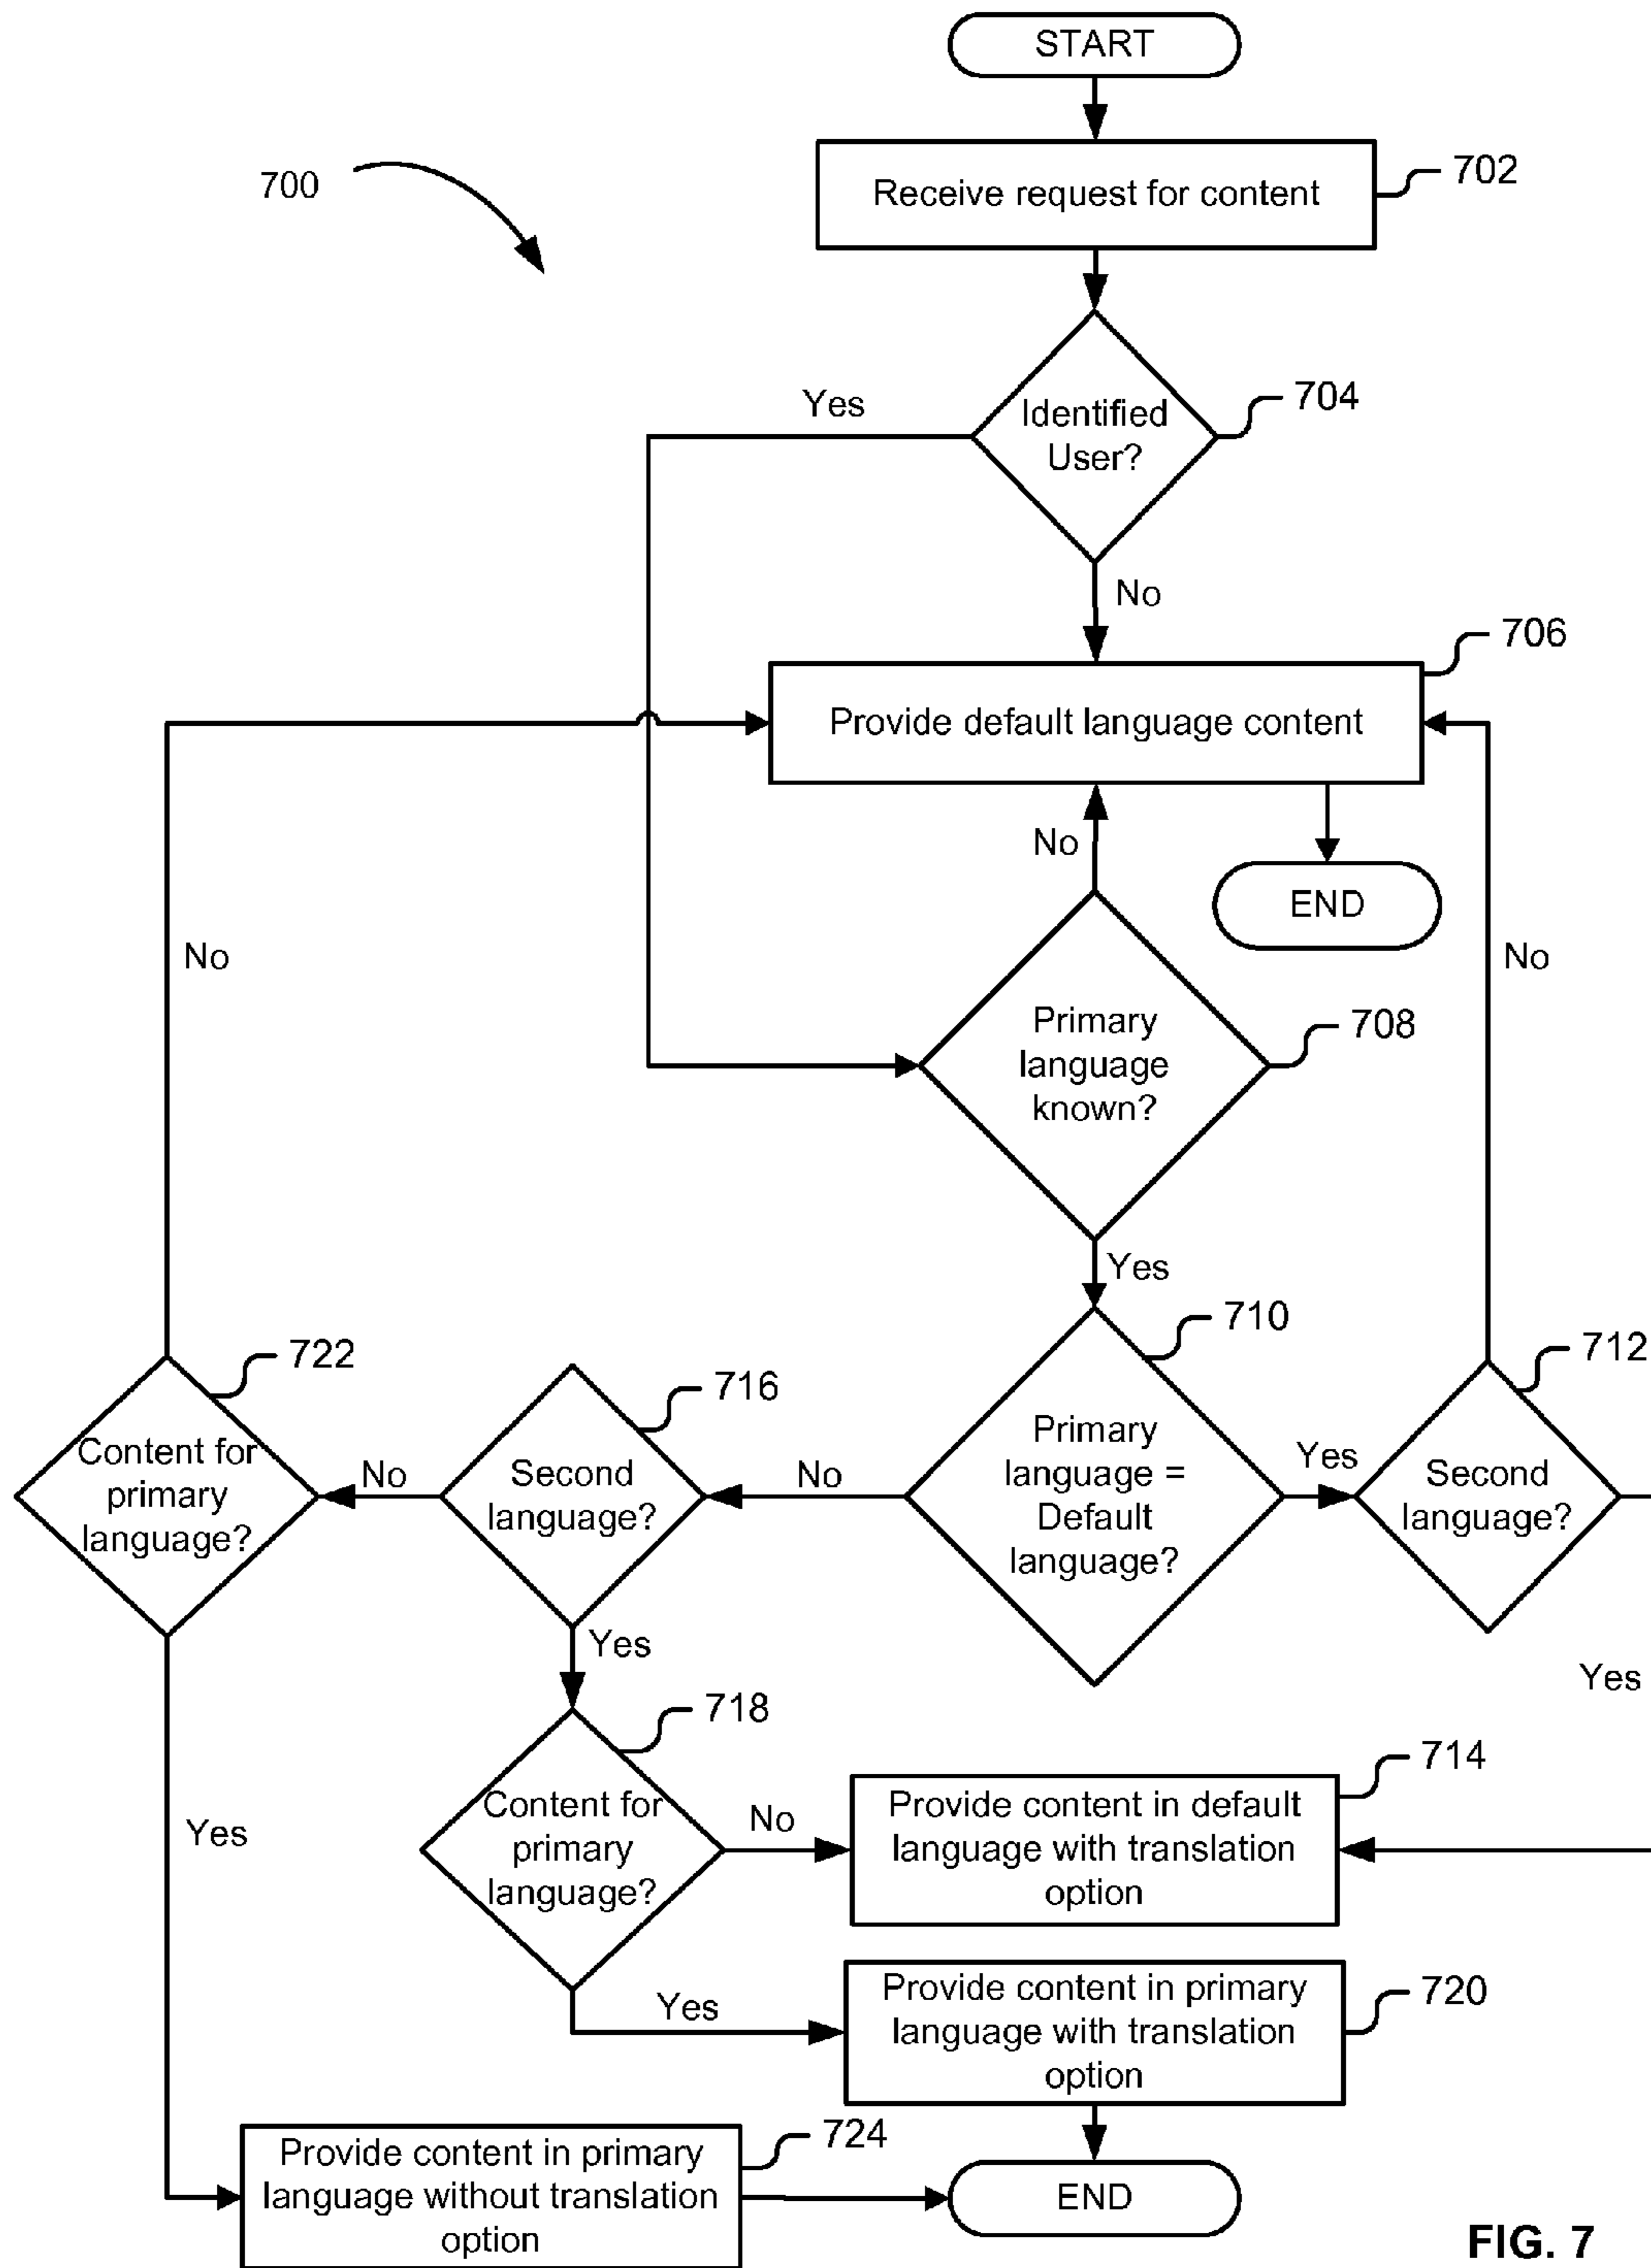 START
700
Receive request for content
702
Yes
Identified
User?
704
No
706
Provide default language content
No
END
No
No
Primary
language
known?
708
Yes
710
722
716
712
Content for
primary
language?
No
Second
language?
No
Primary
language =
Default
language?
Yes
Second
language?
Yes
Yes
718
714
Content for
primary
language?
No
Provide content in default
language with translation
option
Yes
Yes
Provide content in primary
language with translation
option
720
Provide content in primary
language without translation
option
724
END
FIG. 7